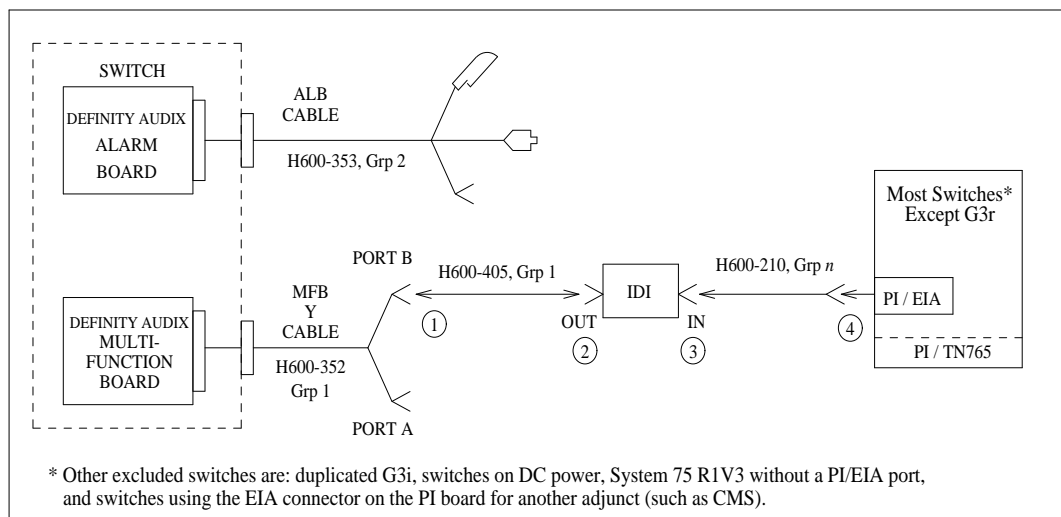 SWITCH
DEFINITY AUDIX
ALARM
BOARD
ALB
CABLE
H600-353, Grp 2
DEFINITY AUDIX
MULTI-
FUNCTION
BOARD
MFB
Y
CABLE
H600-352
Grp 1
PORT B
PORT A
H600-405, Grp 1
1
OUT
2
IDI
IN
3
H600-210, Grp n
4
Most Switches*
Except G3r
PI / EIA
PI / TN765
* Other excluded switches are: duplicated G3i, switches on DC power, System 75 R1V3 without a PI/EIA port,
and switches using the EIA connector on the PI board for another adjunct (such as CMS).